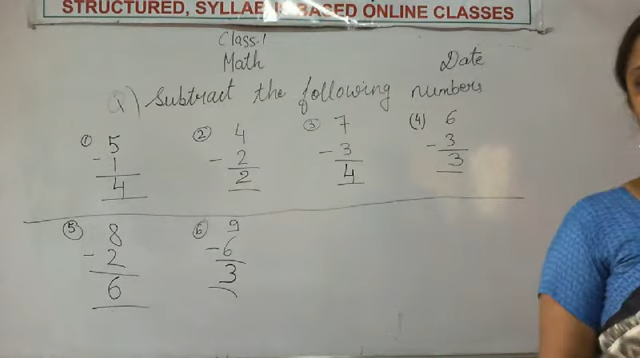 STRUCTURED, SYLLABUS BASED ONLINE CLASSES
Class-1
Math
Date
Q) Subtract the following numbers
① 5 ② 4 ③ 7 (4) 6
- 1 - 2 - 3 - 3
4 2 4 3
⑤ 8 ⑥ 9
- 2 - 6
6 3